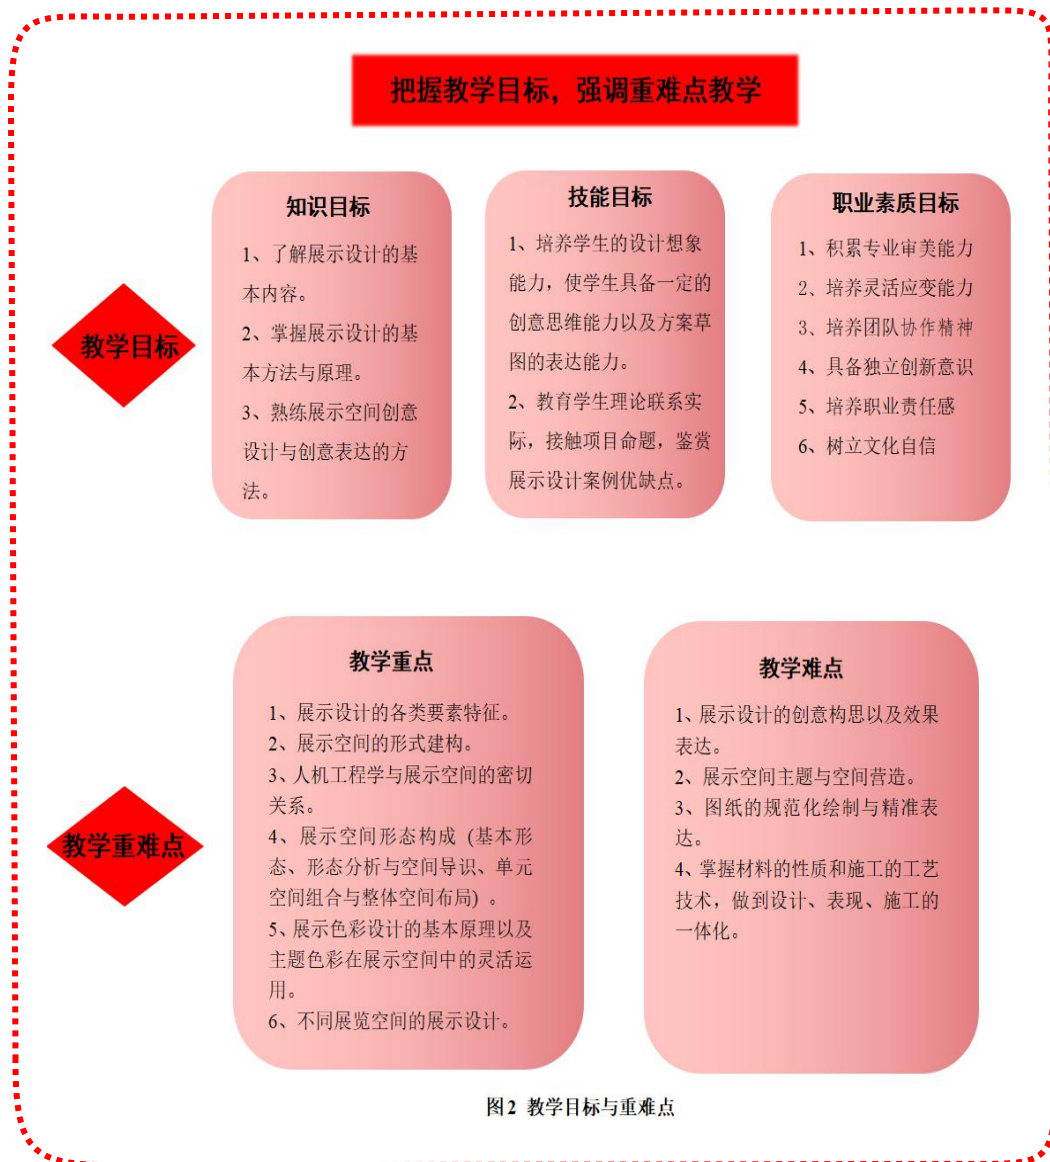 把握教学目标，强调重难点教学
教学目标
知识目标
1、了解展示设计的基
本内容。
2、掌握展示设计的基
本方法与原理。
3、熟练展示空间创意
设计与创意表达的方
法。
技能目标
1、培养学生的设计想象
能力，使学生具备一定的
创意思维能力以及方案草
图的表达能力。
2、教育学生理论联系实
际，接触项目命题，鉴赏
展示设计案例优缺点。
职业素质目标
1、积累专业审美能力
2、培养灵活应变能力
3、培养团队协作精神
4、具备独立创新意识
5、培养职业责任感
6、树立文化自信
教学重难点
教学重点
1、展示设计的各类要素特征。
2、展示空间的形式建构。
3、人机工程学与展示空间的密切
关系。
4、展示空间形态构成 (基本形
态、形态分析与空间导识、单元
空间组合与整体空间布局) 。
5、展示色彩设计的基本原理以及
主题色彩在展示空间中的灵活运
用。
6、不同展览空间的展示设计。
教学难点
1、展示设计的创意构思以及效果
表达。
2、展示空间主题与空间营造。
3、图纸的规范化绘制与精准表
达。
4、掌握材料的性质和施工的工艺
技术，做到设计、表现、施工的
一体化。
图2 教学目标与重难点